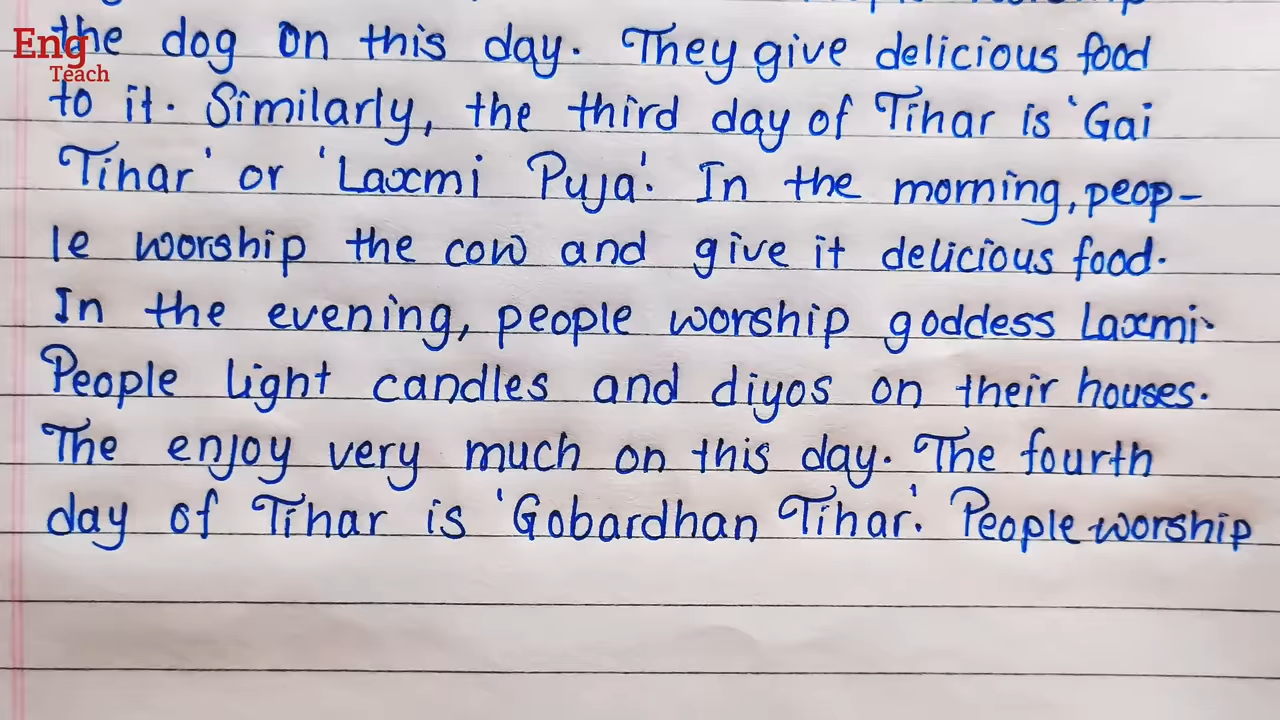 Eng
Teach
the dog on this day. They give delicious food
to it. Similarly, the third day of Tihar is 'Gai
Tihar' or 'Laxmi Puja'. In the morning, peop-
le worship the cow and give it delicious food.
In the evening, people worship goddess Laxmi.
People light candles and diyos on their houses.
The enjoy very much on this day. The fourth
day of Tihar is 'Gobardhan Tihar'. People worship